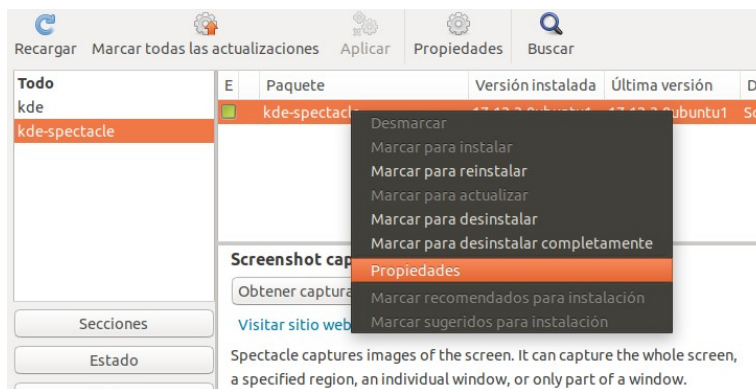 Recargar Marcar todas las actualizaciones Aplicar Propiedades Buscar
Todo
kde
kde-spectacle
E Paquete Versión instalada Última versión D
kde-spectacle
Desmarcar
Marcar para instalar
Marcar para reinstalar
Marcar para actualizar
Marcar para desinstalar
Marcar para desinstalar completamente
Propiedades
Marcar recomendados para instalación
Marcar sugeridos para instalación
Screenshot cap
Obtener captura
Visitar sitio web
Spectacle captures images of the screen. It can capture the whole screen,
a specified region, an individual window, or only part of a window.
Secciones
Estado